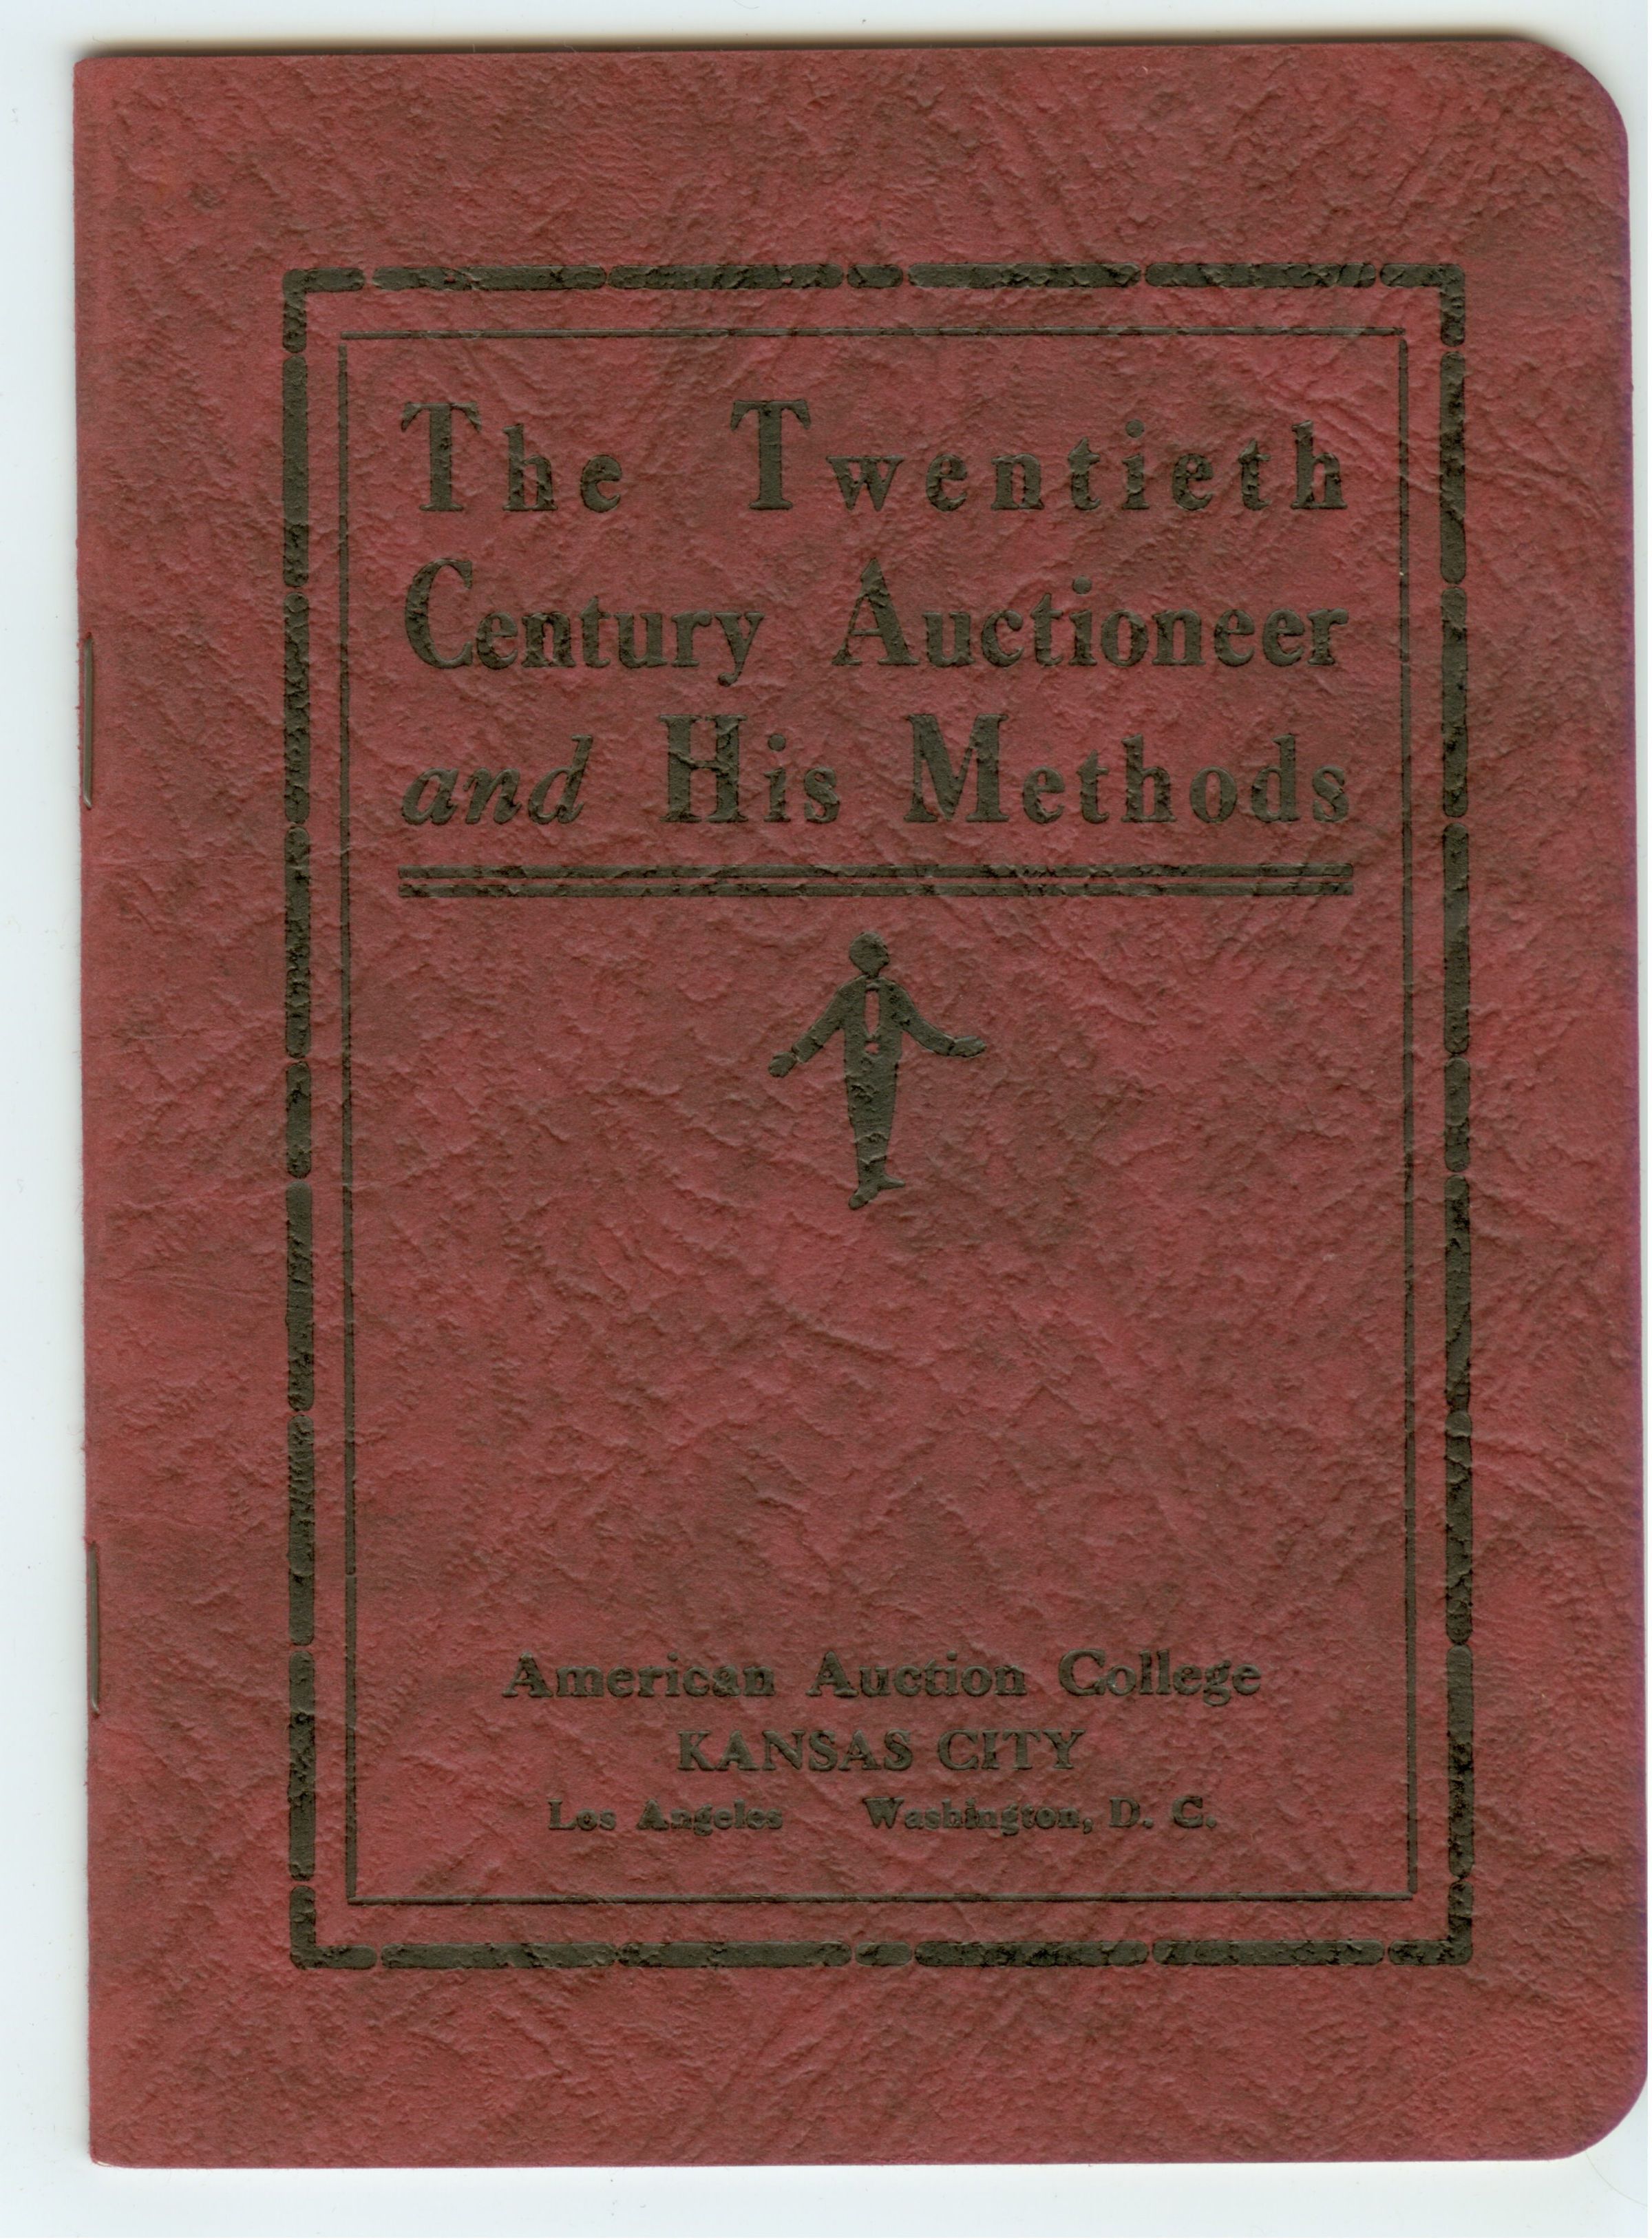 The Twentieth
Century Auctioneer
and His Methods
American Auction College
KANSAS CITY
Los Angeles Washington, D. C.